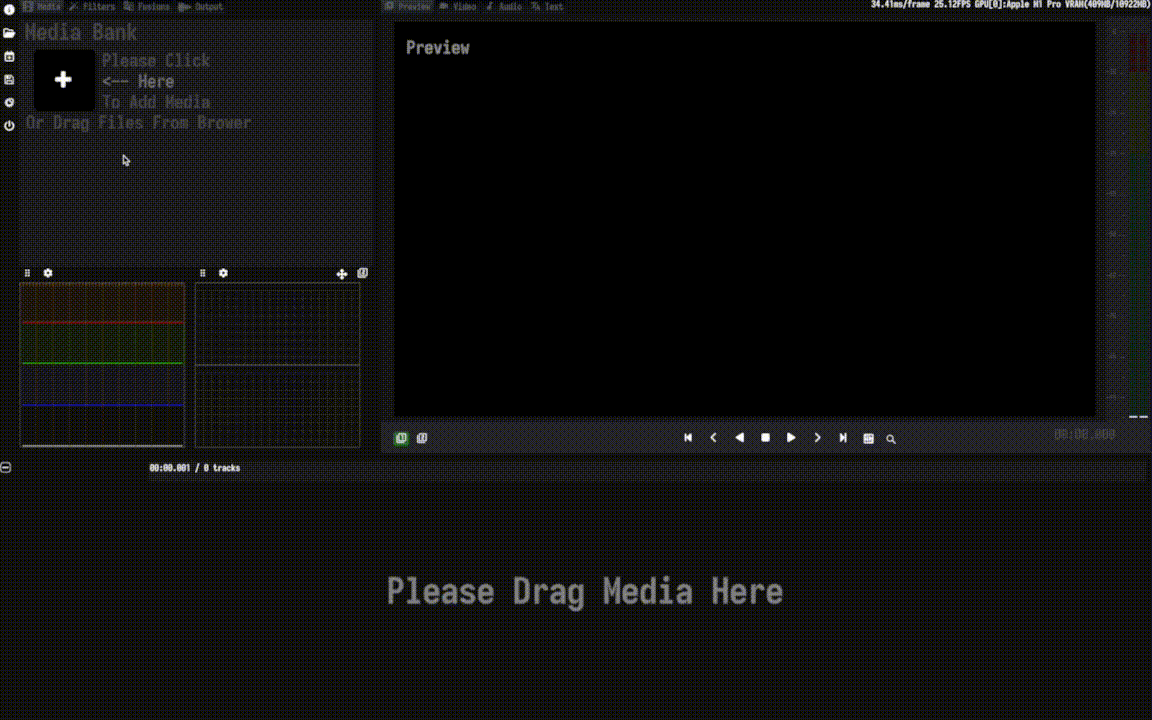 Media Filters Fusions Output
Preview Video Audio Text
34.41ms/frame 25.12FPS GPU[0]:Apple M1 Pro VRAM(409MB/10922MB)
Media Bank
Please Click
<-- Here
To Add Media
Or Drag Files From Brower
Preview
00:00.000
00:00.001 / 0 tracks
Please Drag Media Here